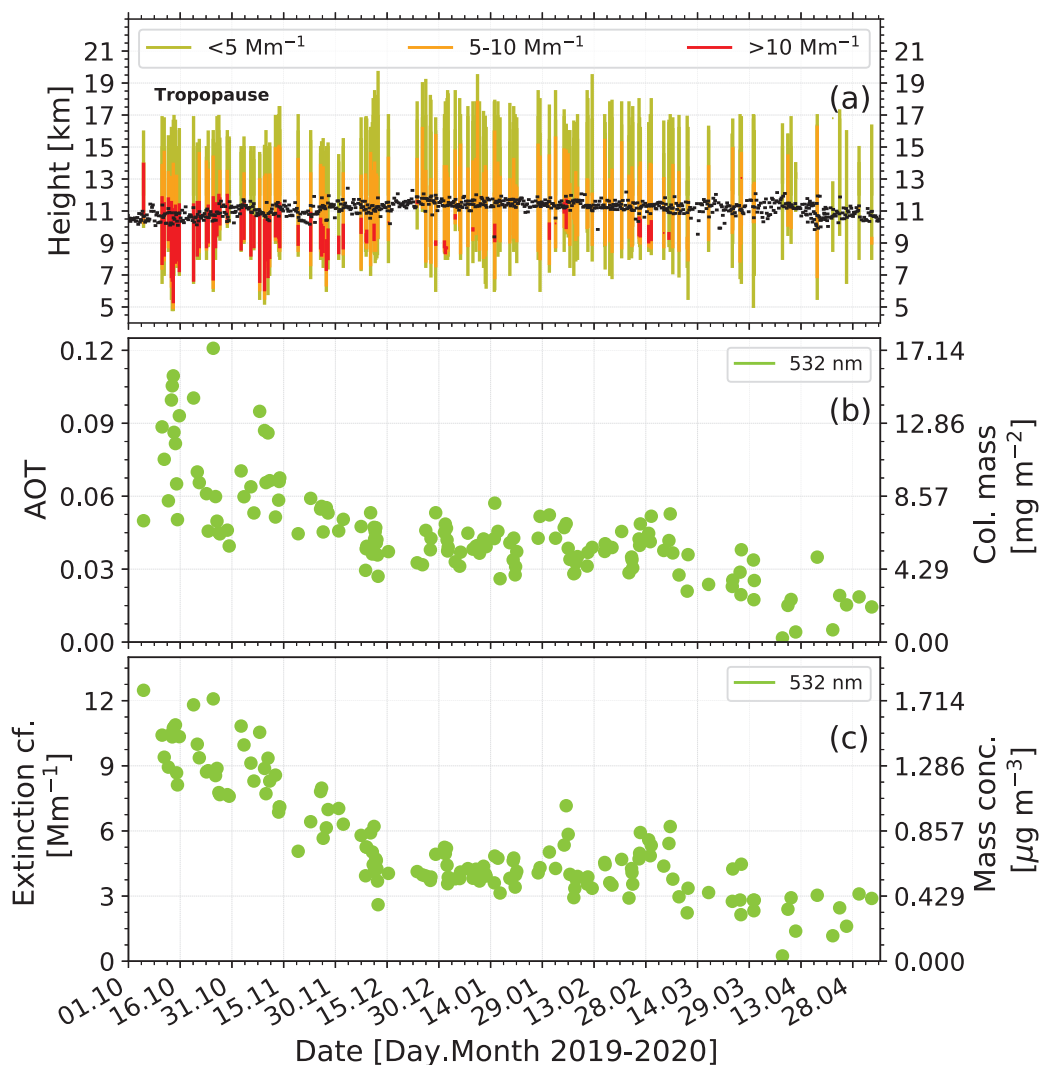 <5 Mm⁻¹ 5-10 Mm⁻¹ >10 Mm⁻¹
Tropopause
(a)
Height [km]
21 21
19 19
17 17
15 15
13 13
11 11
9 9
7 7
5 5
532 nm
(b)
AOT
Col. mass
[mg m⁻²]
0.12 17.14
0.09 12.86
0.06 8.57
0.03 4.29
0.00 0.00
532 nm
(c)
Extinction cf.
[Mm⁻¹]
Mass conc.
[μg m⁻³]
12 1.714
9 1.286
6 0.857
3 0.429
0 0.000
01.10 16.10 31.10 15.11 30.11 15.12 30.12 14.01 29.01 13.02 28.02 14.03 29.03 13.04 28.04
Date [Day.Month 2019-2020]